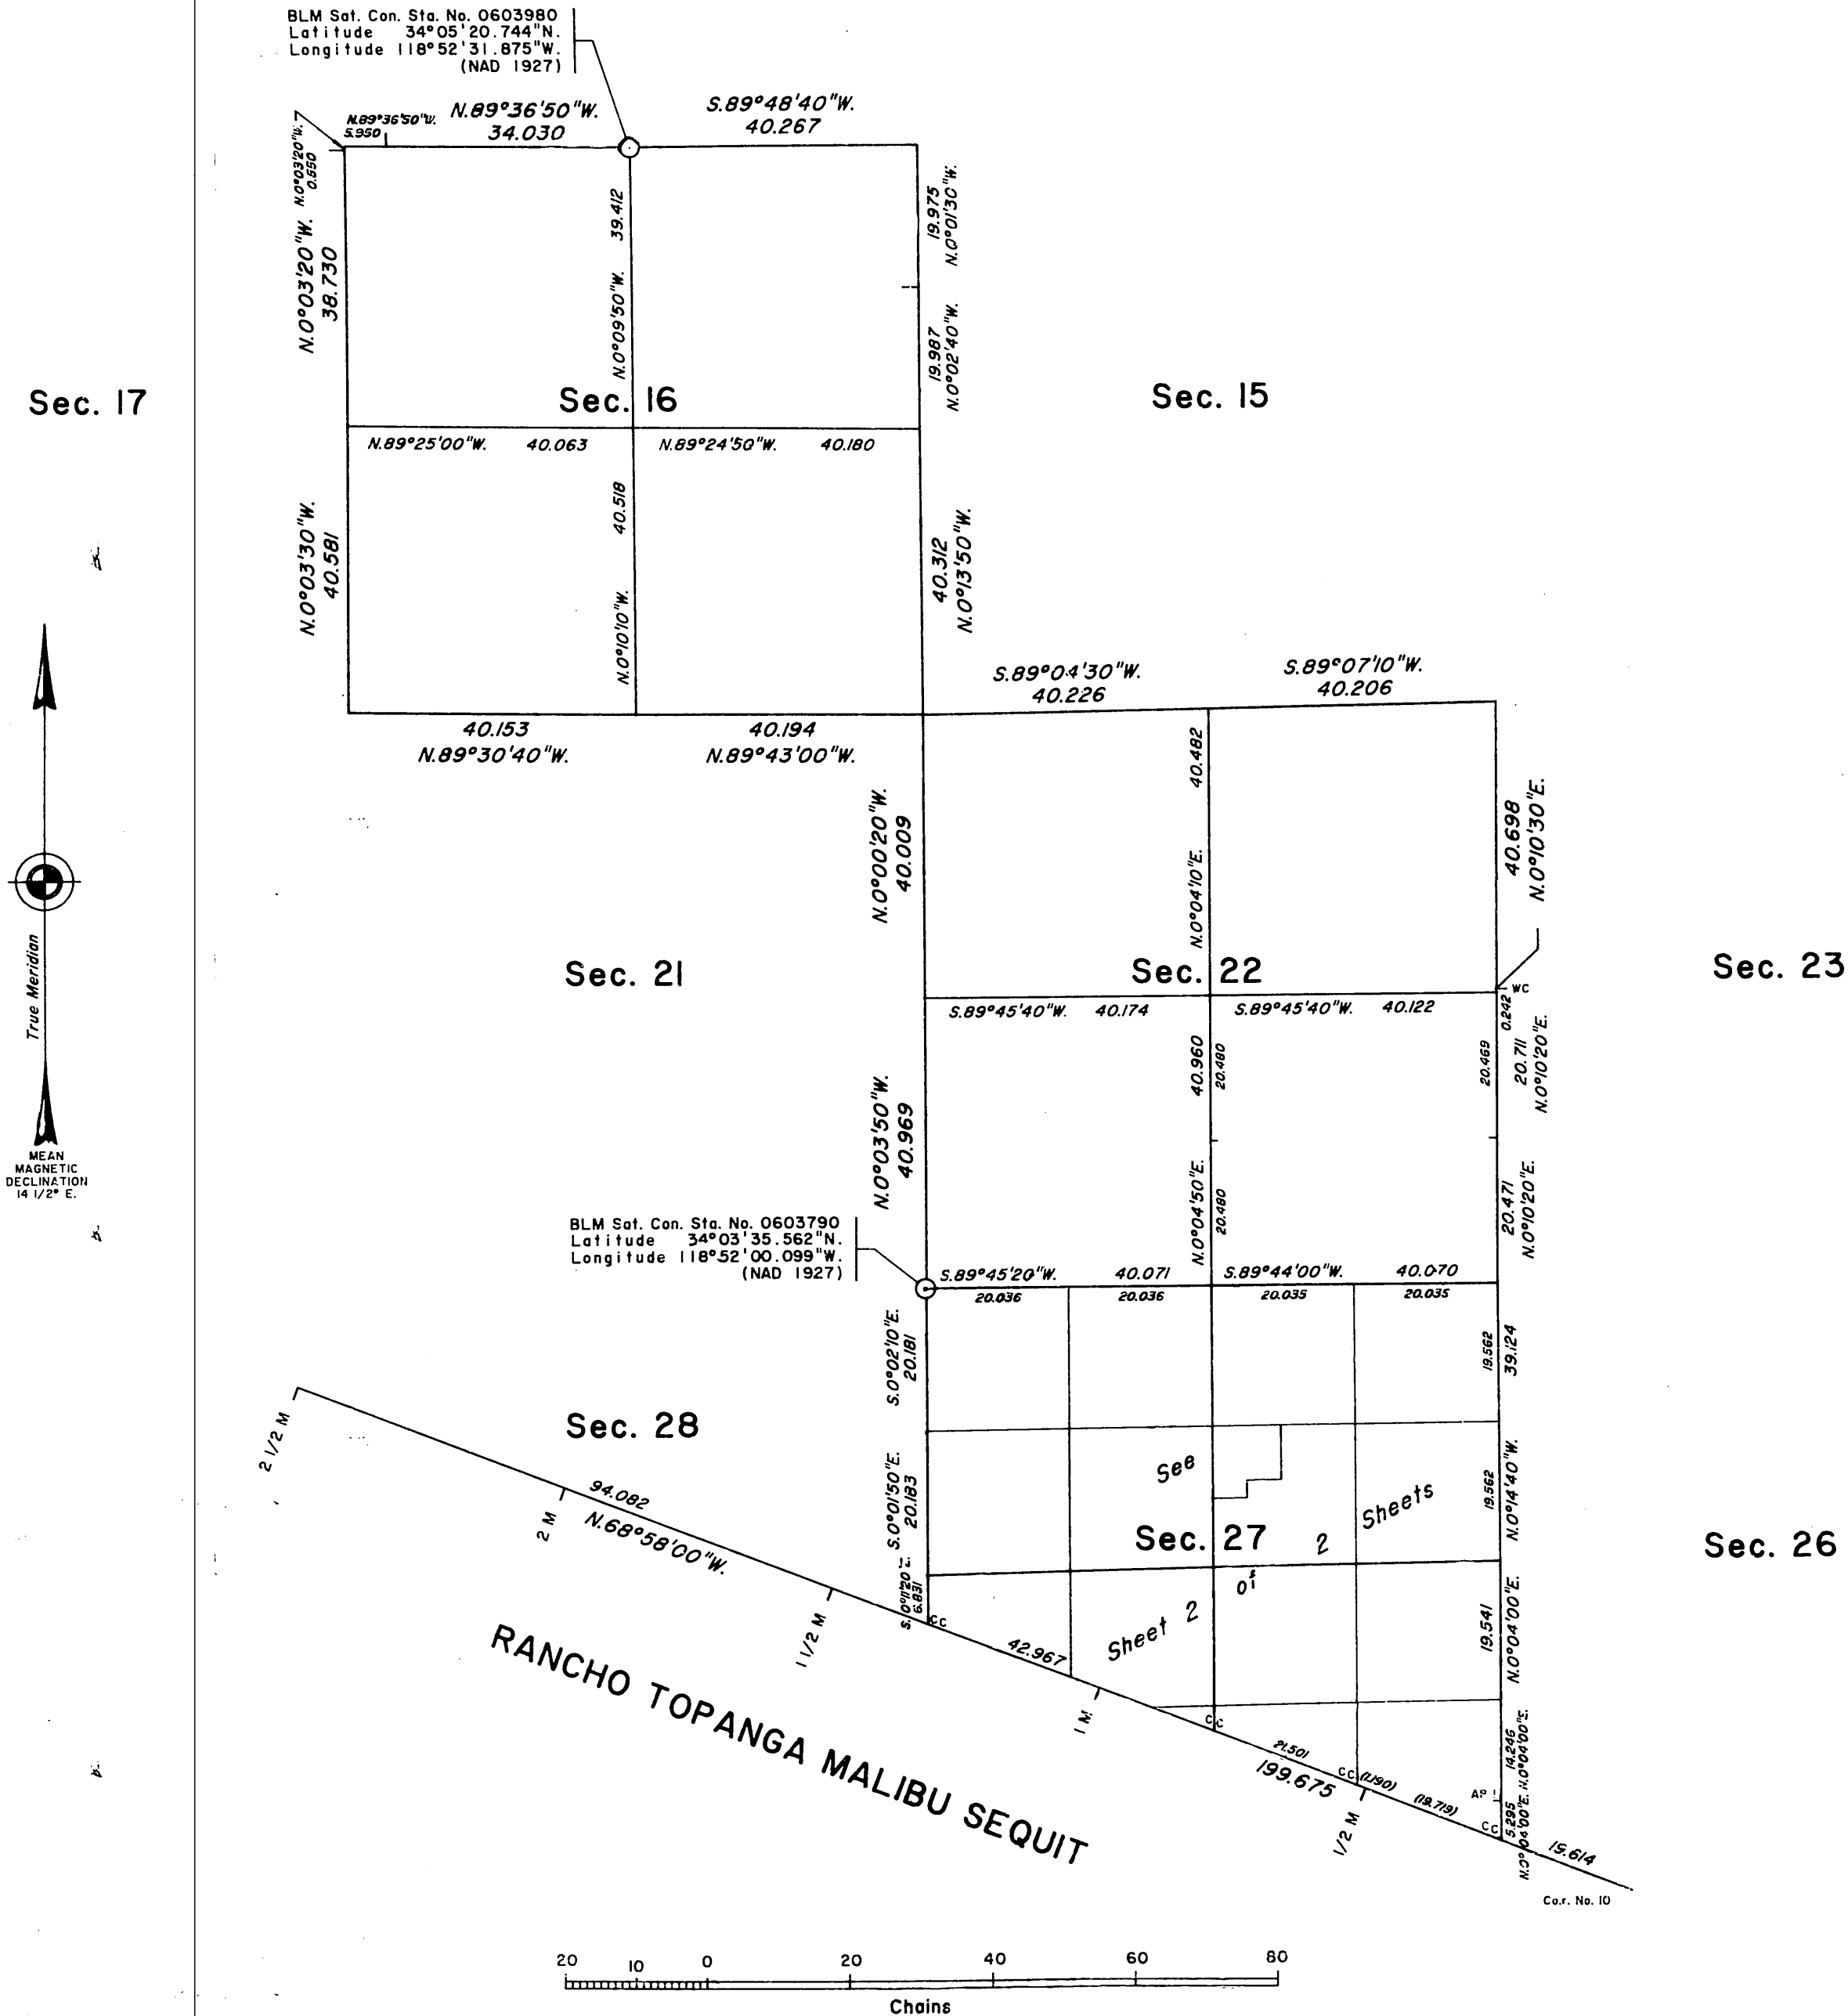 BLM Sat. Con. Sta. No. 0603980
Latitude 34°05'20.744"N.
Longitude 118°52'31.875"W.
(NAD 1927)
N.89°36'50"W.
5.950
N.89°36'50"W.
34.030
S.89°48'40"W.
40.267
N.0°03'20"W.
0.550
N.0°03'20"W.
38.730
39.412
N.0°09'50"W.
19.975
N.0°01'30"W.
19.987
N.0°02'40"W.
Sec. 17
Sec. 16
Sec. 15
N.89°25'00"W. 40.063
N.89°24'50"W. 40.180
N.0°03'30"W.
40.581
40.518
N.0°10'10"W.
40.312
N.0°13'50"W.
S.89°04'30"W.
40.226
S.89°07'10"W.
40.206
40.153
N.89°30'40"W.
40.194
N.89°43'00"W.
N.0°00'20"W.
40.009
40.482
N.0°04'10"E.
40.698
N.0°10'30"E.
True Meridian
MEAN
MAGNETIC
DECLINATION
14 1/2° E.
Sec. 21
Sec. 22
Sec. 23
WC
S.89°45'40"W. 40.174
S.89°45'40"W. 40.122
0.242
20.469
20.711
N.0°10'20"E.
40.960
20.480
N.0°03'50"W.
40.969
N.0°04'50"E.
20.480
20.471
N.0°10'20"E.
BLM Sat. Con. Sta. No. 0603790
Latitude 34°03'35.562"N.
Longitude 118°52'00.099"W.
(NAD 1927)
S.89°45'20"W. 40.071
S.89°44'00"W. 40.070
20.036
20.036
20.035
20.035
S.0°02'10"E.
20.181
19.562
39.124
Sec. 28
2 1/2 M
94.082
N.68°58'00"W.
2 M
S.0°01'50"E.
20.183
See
Sheet 2
of
2 Sheets
19.562
N.0°14'40"W.
Sec. 27
Sec. 26
S.0°11'20"E.
6.831
CC
1 1/2 M
42.967
19.541
N.0°04'00"E.
RANCHO TOPANGA MALIBU SEQUIT
1 M
CC
21.501
199.675
CC
(1.190)
(19.719)
1/2 M
14.246
N.0°04'00"E.
AP
5.295
N.0°04'00"E.
CC
19.614
Cor. No. 10
20 10 0 20 40 60 80
Chains